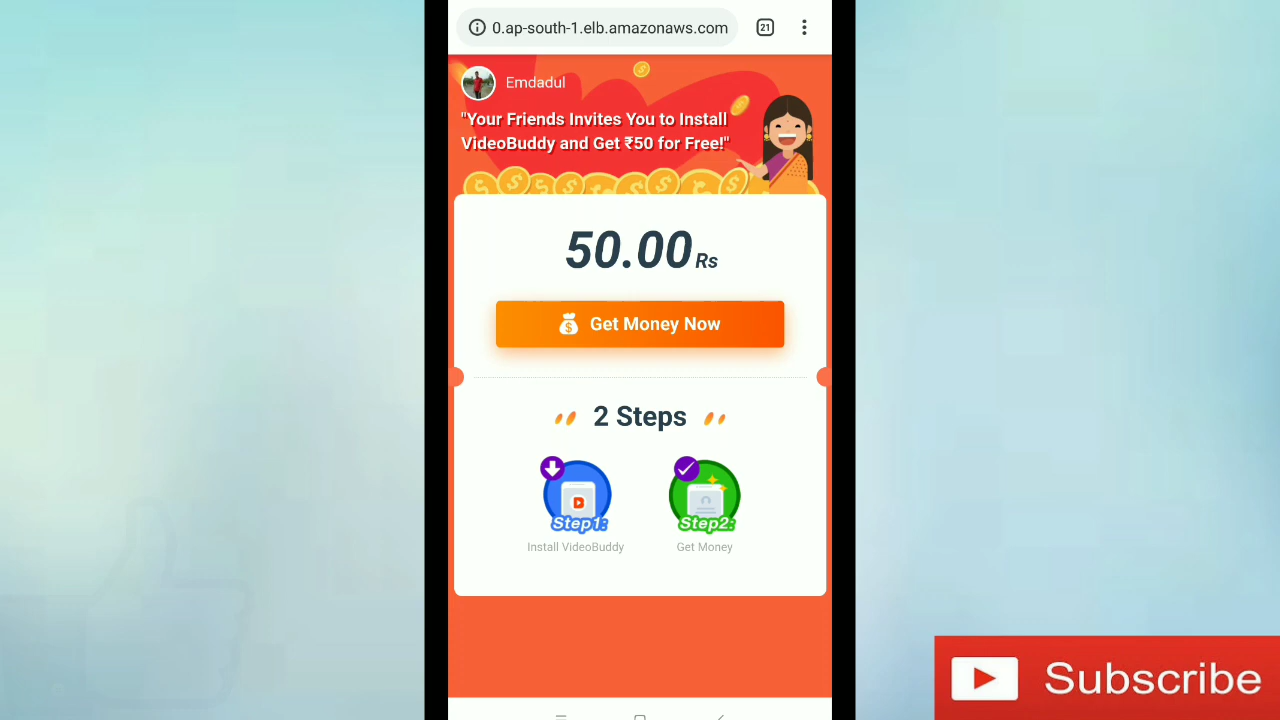 0.ap-south-1.elb.amazonaws.com
21
Emdadul
"Your Friends Invites You to Install
VideoBuddy and Get ₹50 for Free!"
50.00 Rs
Get Money Now
2 Steps
Step1:
Step2:
Install VideoBuddy
Get Money
Subscribe